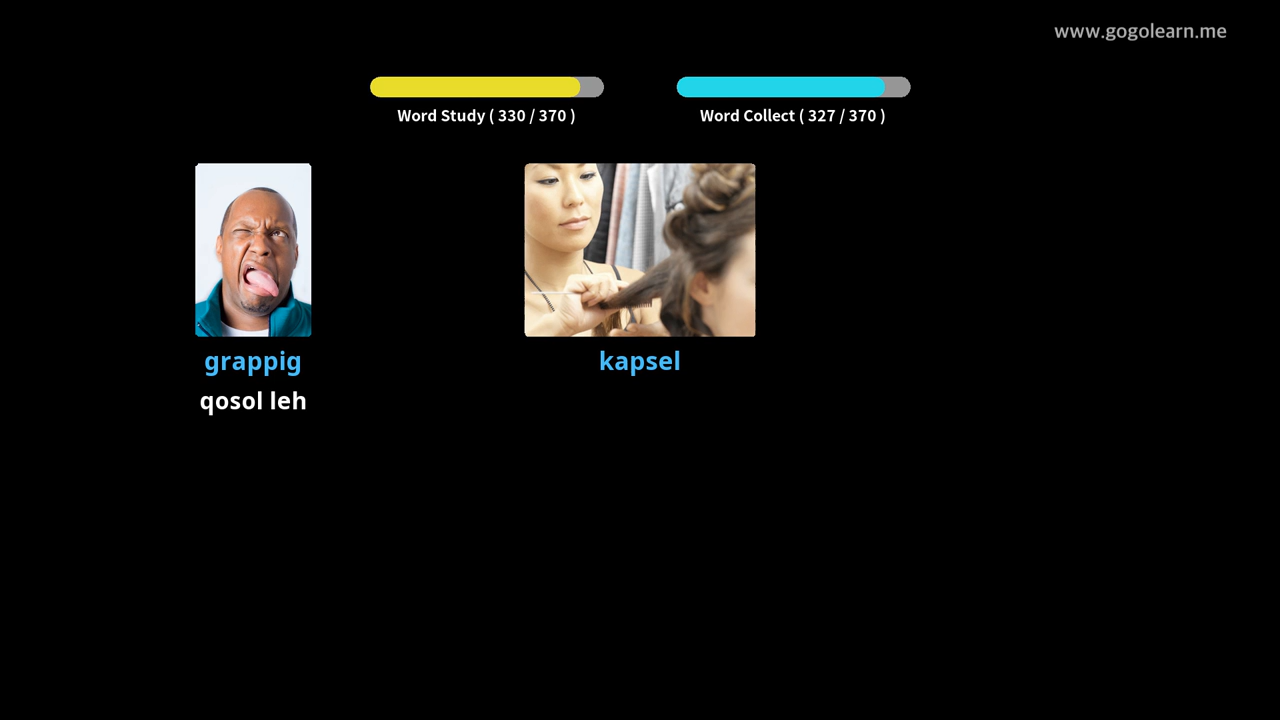 www.gogolearn.me
Word Study ( 330 / 370 )
Word Collect ( 327 / 370 )
grappig
kapsel
qosol leh